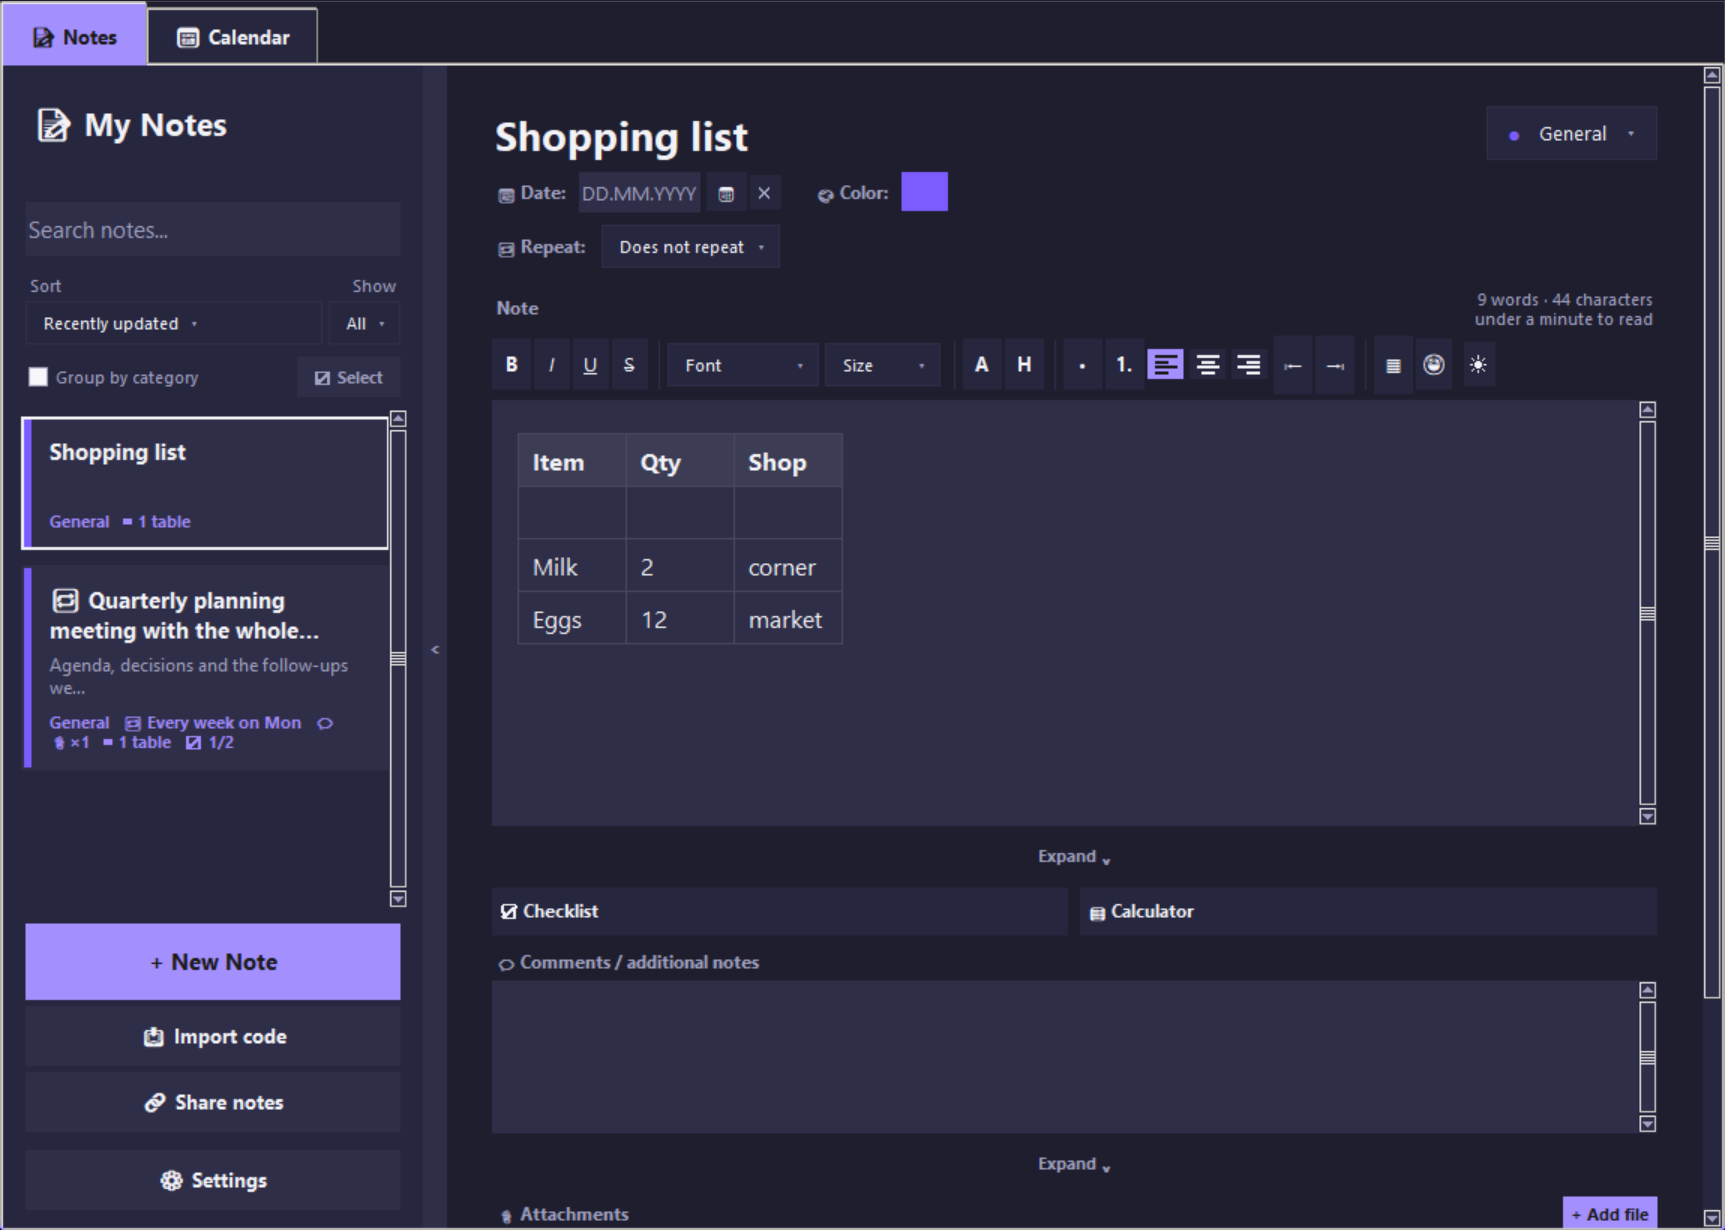 Notes
Calendar
My Notes
Search notes...
Sort
Show
Recently updated
All
Group by category
Select
Shopping list
General 1 table
Quarterly planning
meeting with the whole...
Agenda, decisions and the follow-ups
we...
General Every week on Mon
×1 1 table 1/2
+ New Note
Import code
Share notes
Settings
<
Shopping list
General
Date: DD.MM.YYYY ×
Color:
Repeat: Does not repeat
Note
9 words · 44 characters
under a minute to read
B I U S Font Size A H • 1.
Item Qty Shop
Milk 2 corner
Eggs 12 market
Expand
Checklist
Calculator
Comments / additional notes
Expand
Attachments
+ Add file